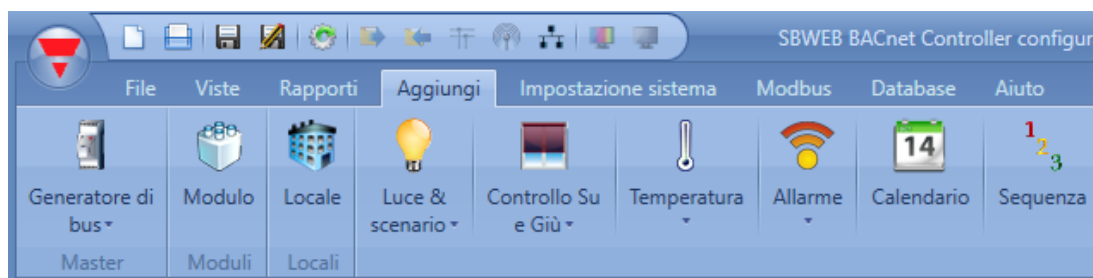 SBWEB BACnet Controller configur
File Viste Rapporti Aggiungi Impostazione sistema Modbus Database Aiuto
14
1 2 3
Generatore di bus Modulo Locale Luce & scenario Controllo Su e Giù Temperatura Allarme Calendario Sequenza
Master Moduli Locali